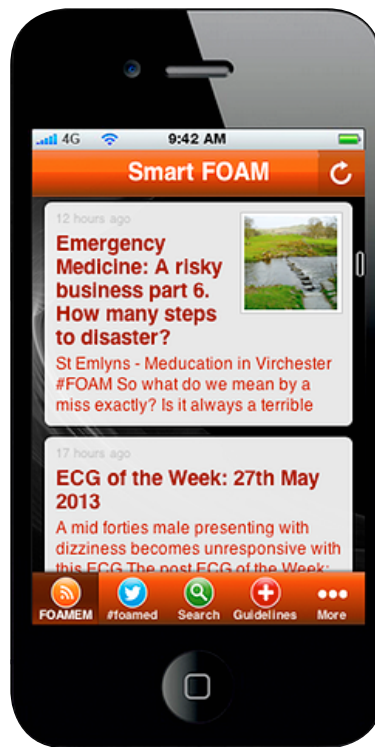 4G 9:42 AM
Smart FOAM
12 hours ago
Emergency
Medicine: A risky
business part 6.
How many steps
to disaster?
St Emlyns - Meducation in Virchester
#FOAM So what do we mean by a
miss exactly? Is it always a terrible
17 hours ago
ECG of the Week: 27th May
2013
A mid forties male presenting with
dizziness becomes unresponsive with
this ECG The post ECG of the Week:
FOAMEM #foamed Search Guidelines More